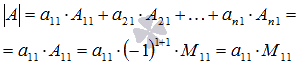 |A| = a₁₁·A₁₁ + a₂₁·A₂₁ + ... + aₙ₁·Aₙ₁ =
= a₁₁·A₁₁ = a₁₁·(−1)¹⁺¹·M₁₁ = a₁₁·M₁₁